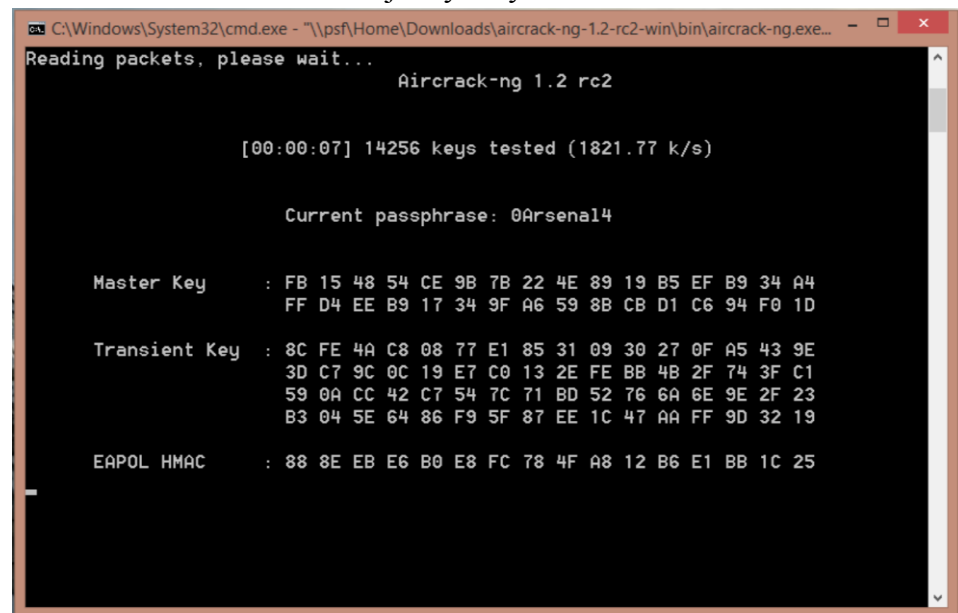 C:\Windows\System32\cmd.exe - "\\psf\Home\Downloads\aircrack-ng-1.2-rc2-win\bin\aircrack-ng.exe...
Reading packets, please wait...
Aircrack-ng 1.2 rc2
[00:00:07] 14256 keys tested (1821.77 k/s)
Current passphrase: 0Arsenal4
Master Key : FB 15 48 54 CE 9B 7B 22 4E 89 19 B5 EF B9 34 A4
FF D4 EE B9 17 34 9F A6 59 8B CB D1 C6 94 F0 1D
Transient Key : 8C FE 4A C8 08 77 E1 85 31 09 30 27 0F A5 43 9E
3D C7 9C 0C 19 E7 C0 13 2E FE BB 4B 2F 74 3F C1
59 0A CC 42 C7 54 7C 71 BD 52 76 6A 6E 9E 2F 23
B3 04 5E 64 86 F9 5F 87 EE 1C 47 AA FF 9D 32 19
EAPOL HMAC : 88 8E EB E6 B0 E8 FC 78 4F A8 12 B6 E1 BB 1C 25